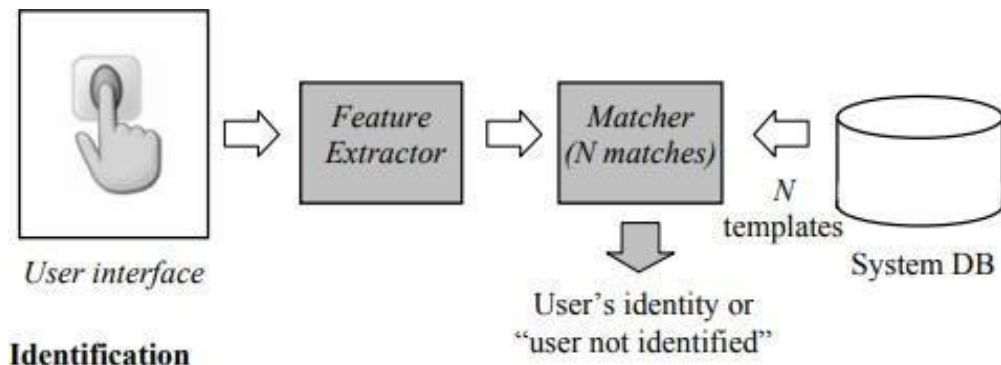 Feature
Extractor
Matcher
(N matches)
N
templates
User interface
System DB
User’s identity or
“user not identified”
Identification